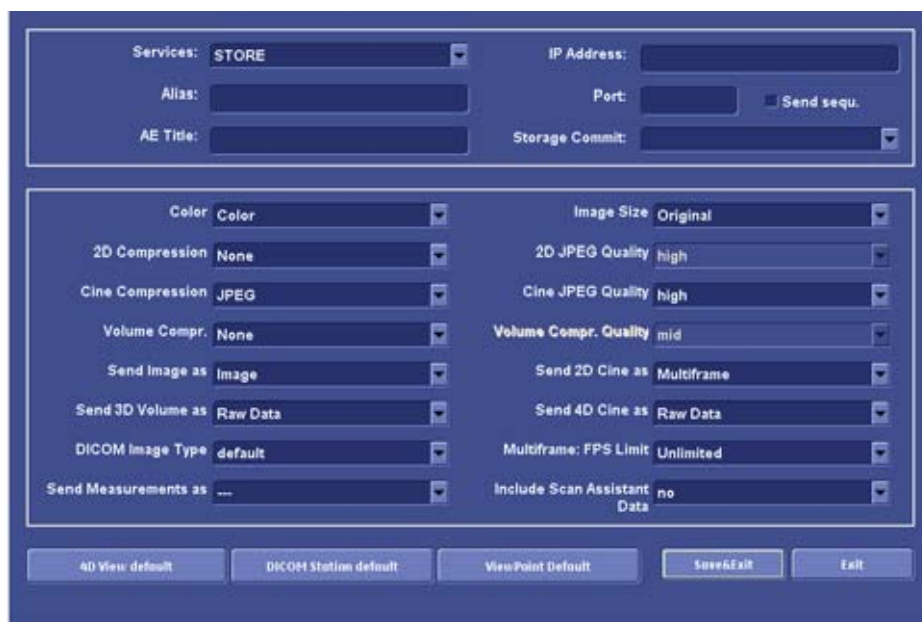 Services: STORE IP Address:
Alias: Port: Send sequ.
AE Title: Storage Commit:
Color Color Image Size Original
2D Compression None 2D JPEG Quality high
Cine Compression JPEG Cine JPEG Quality high
Volume Compr. None Volume Compr. Quality mid
Send Image as Image Send 2D Cine as Multiframe
Send 3D Volume as Raw Data Send 4D Cine as Raw Data
DICOM Image Type default Multiframe: FPS Limit Unlimited
Send Measurements as --- Include Scan Assistant Data no
4D View default DICOM Station default ViewPoint Default Save&Exit Exit